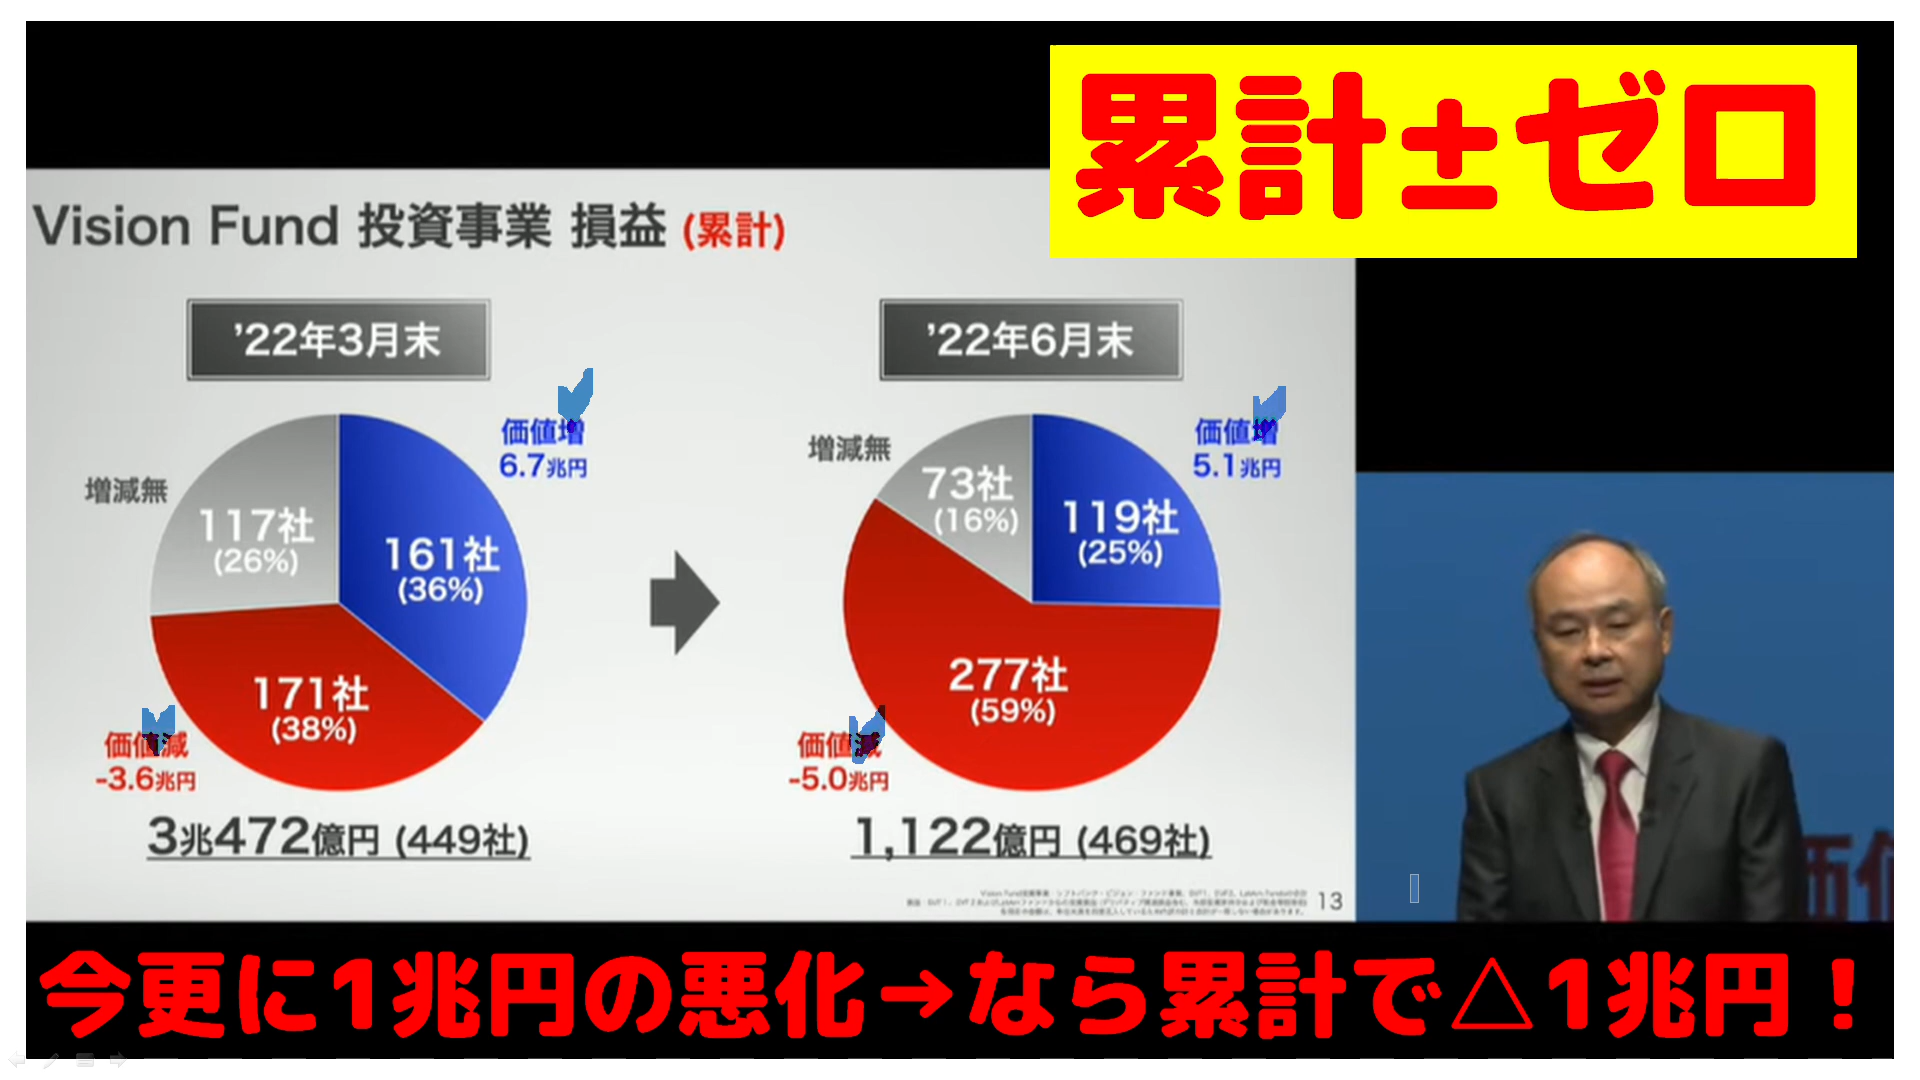 累計±ゼロ
Vision Fund 投資事業 損益 (累計)
’22年3月末
’22年6月末
価値増
6.7兆円
増減無
117社
(26%)
161社
(36%)
171社
(38%)
価値減
-3.6兆円
3兆472億円 (449社)
価値増
5.1兆円
増減無
73社
(16%)
119社
(25%)
277社
(59%)
価値減
-5.0兆円
1,122億円 (469社)
13
価値
今更に1兆円の悪化→なら累計で△1兆円！